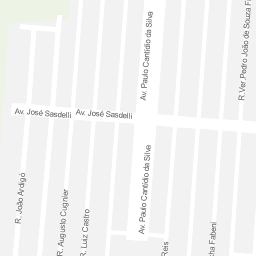 Av. Paulo Cantídio da Silva
R. Ver. Pedro João de Souza F
Av. José Sasdelli
Av. José Sasdelli
R. João Ardigó
R. Augusto Cugnier
R. Luiz Castro
Av. Paulo Cantídio da Silva
Reis
cha Fabeni